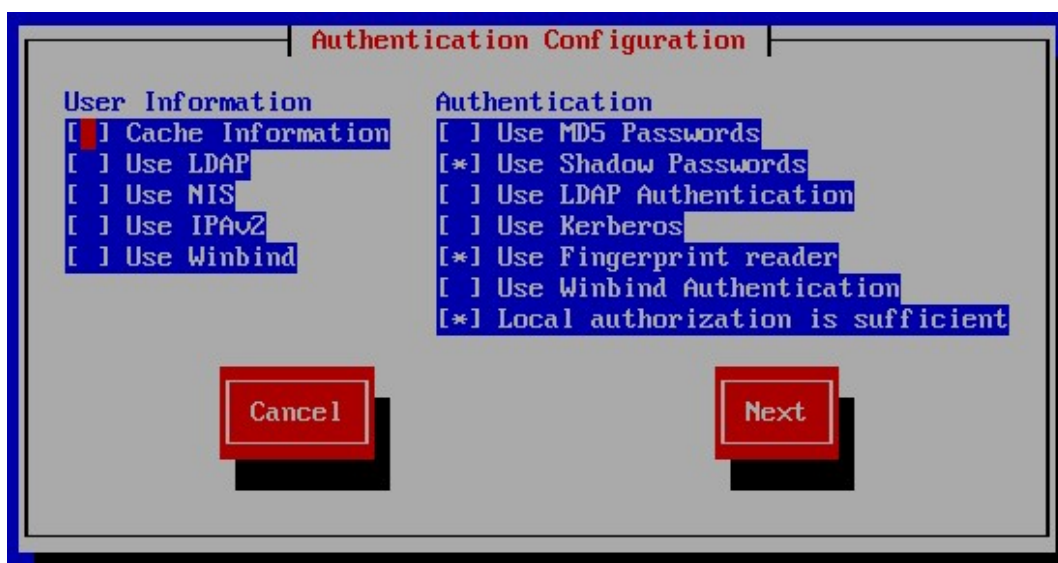 Authentication Configuration
User Information
[ ] Cache Information
[ ] Use LDAP
[ ] Use NIS
[ ] Use IPAv2
[ ] Use Winbind
Authentication
[ ] Use MD5 Passwords
[*] Use Shadow Passwords
[ ] Use LDAP Authentication
[ ] Use Kerberos
[*] Use Fingerprint reader
[ ] Use Winbind Authentication
[*] Local authorization is sufficient
Cancel
Next